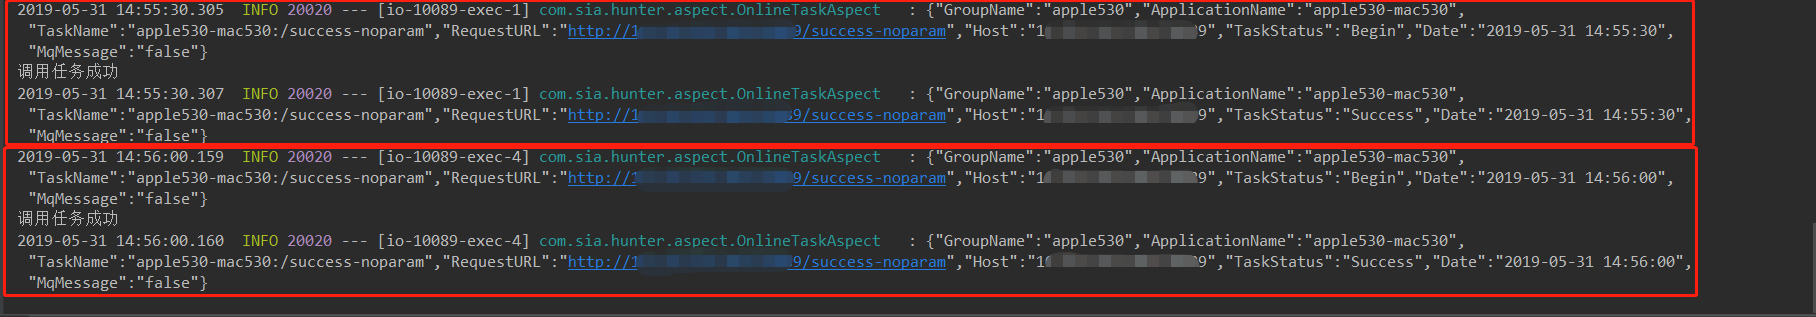 2019-05-31 14:55:30.305  INFO 20020 --- [io-10089-exec-1] com.sia.hunter.aspect.OnlineTaskAspect   : {"GroupName":"apple530","ApplicationName":"apple530-mac530",
"TaskName":"apple530-mac530:/success-noparam","RequestURL":"http://1 9/success-noparam","Host":"1 9","TaskStatus":"Begin","Date":"2019-05-31 14:55:30",
"MqMessage":"false"}
调用任务成功
2019-05-31 14:55:30.307  INFO 20020 --- [io-10089-exec-1] com.sia.hunter.aspect.OnlineTaskAspect   : {"GroupName":"apple530","ApplicationName":"apple530-mac530",
"TaskName":"apple530-mac530:/success-noparam","RequestURL":"http://1 39/success-noparam","Host":"1 9","TaskStatus":"Success","Date":"2019-05-31 14:55:30",
"MqMessage":"false"}
2019-05-31 14:56:00.159  INFO 20020 --- [io-10089-exec-4] com.sia.hunter.aspect.OnlineTaskAspect   : {"GroupName":"apple530","ApplicationName":"apple530-mac530",
"TaskName":"apple530-mac530:/success-noparam","RequestURL":"http://1 9/success-noparam","Host":"1 39","TaskStatus":"Begin","Date":"2019-05-31 14:56:00",
"MqMessage":"false"}
调用任务成功
2019-05-31 14:56:00.160  INFO 20020 --- [io-10089-exec-4] com.sia.hunter.aspect.OnlineTaskAspect   : {"GroupName":"apple530","ApplicationName":"apple530-mac530",
"TaskName":"apple530-mac530:/success-noparam","RequestURL":"http://1 9/success-noparam","Host":"1 9","TaskStatus":"Success","Date":"2019-05-31 14:56:00",
"MqMessage":"false"}